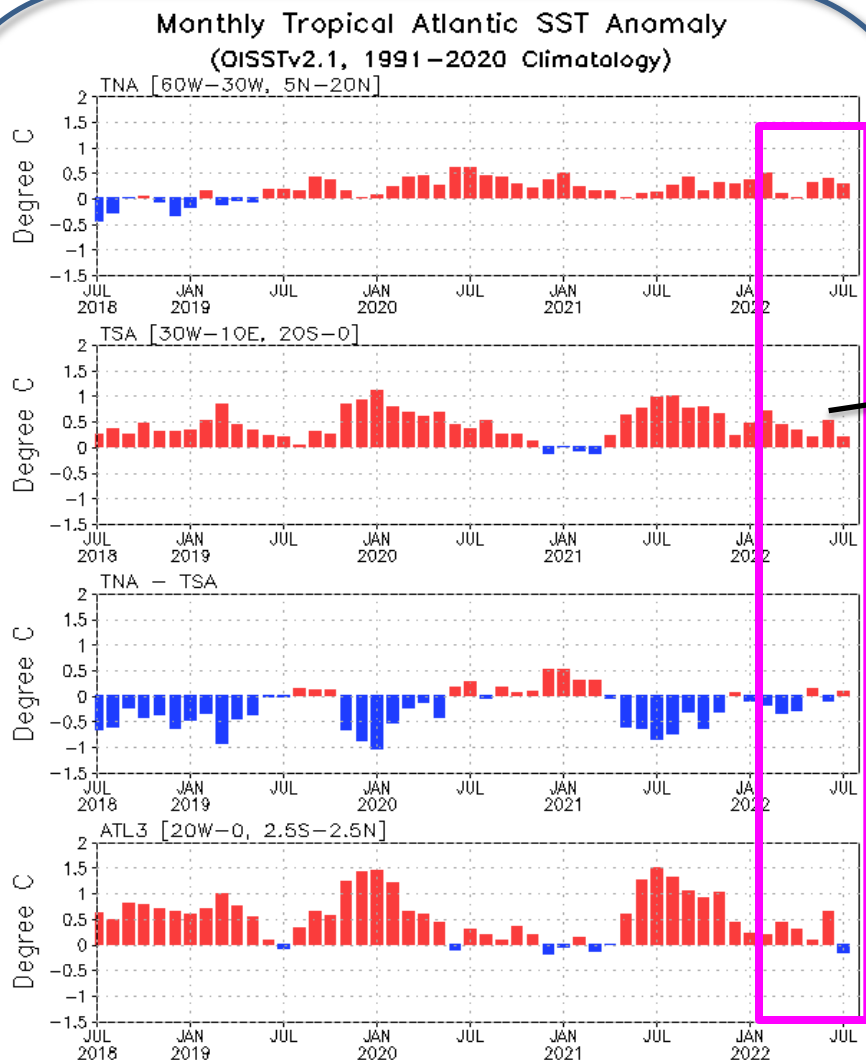 Monthly Tropical Atlantic SST Anomaly
(OISSTv2.1, 1991-2020 Climatology)
TNA [60W-30W, 5N-20N]
Degree C
2
1.5
1
0.5
0
-0.5
-1
-1.5
JUL JAN JUL JAN JUL JAN JUL JA JUL
2018 2019 2020 2021 2022
TSA [30W-10E, 20S-0]
Degree C
2
1.5
1
0.5
0
-0.5
-1
-1.5
JUL JAN JUL JAN JUL JAN JUL JA JUL
2018 2019 2020 2021 2022
TNA - TSA
Degree C
2
1.5
1
0.5
0
-0.5
-1
-1.5
JUL JAN JUL JAN JUL JAN JUL JA JUL
2018 2019 2020 2021 2022
ATL3 [20W-0, 2.5S-2.5N]
Degree C
2
1.5
1
0.5
0
-0.5
-1
-1.5
JUL JAN JUL JAN JUL JAN JUL JAN JUL
2018 2019 2020 2021 2022